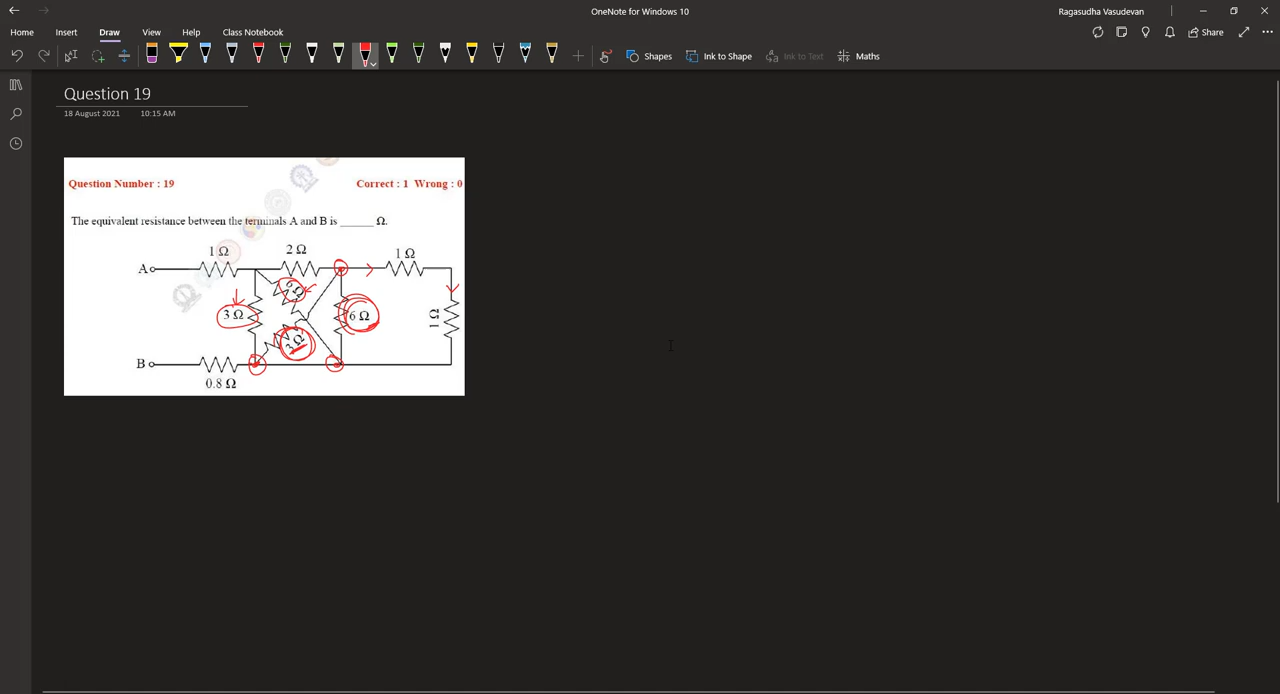 OneNote for Windows 10
Ragasudha Vasudevan
Home Insert Draw View Help Class Notebook
Share
Shapes Ink to Shape Ink to Text Maths
Question 19
18 August 2021 10:15 AM
Question Number : 19 Correct : 1 Wrong : 0
The equivalent resistance between the terminals A and B is ______ Ω.
1 Ω 2 Ω 1 Ω
A
6 Ω
3 Ω 6 Ω 1 Ω
3 Ω
B
0.8 Ω